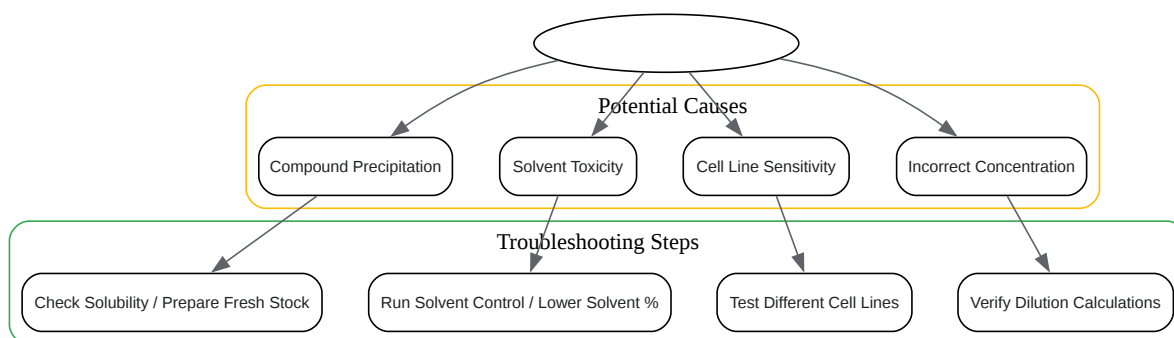 Potential Causes
Compound Precipitation
Solvent Toxicity
Cell Line Sensitivity
Incorrect Concentration
Troubleshooting Steps
Check Solubility / Prepare Fresh Stock
Run Solvent Control / Lower Solvent %
Test Different Cell Lines
Verify Dilution Calculations